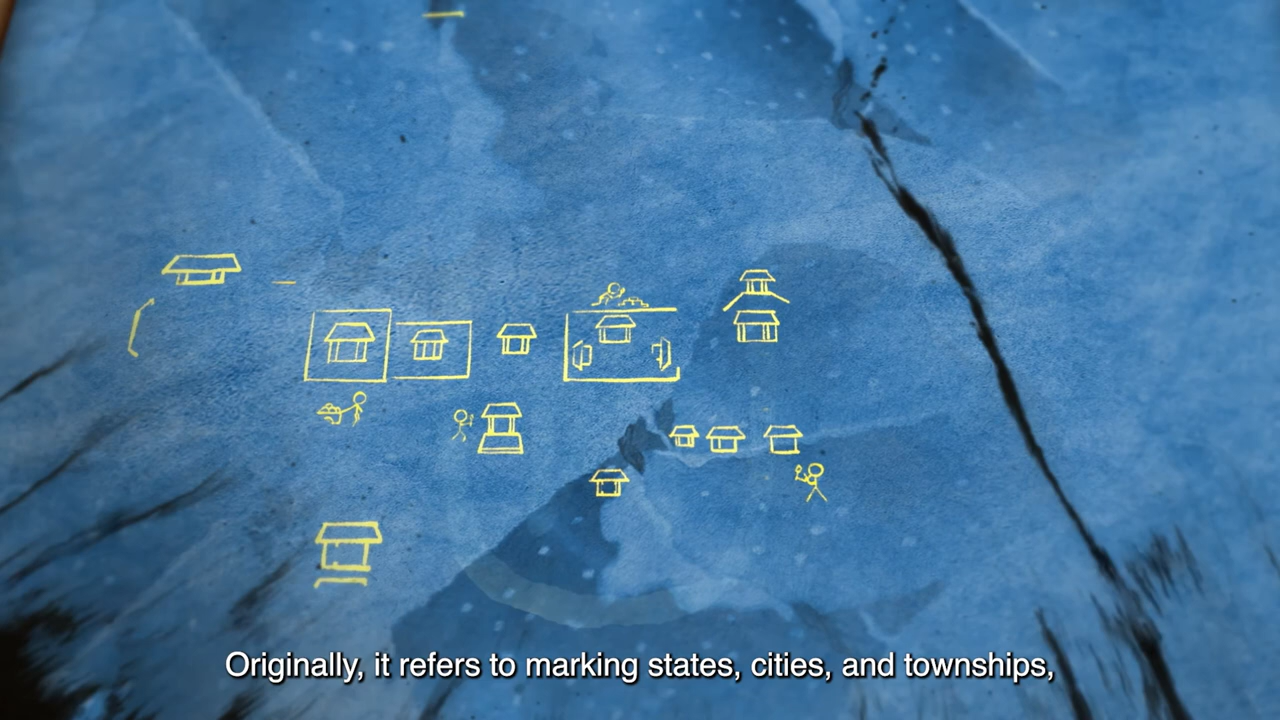 Originally, it refers to marking states, cities, and townships,